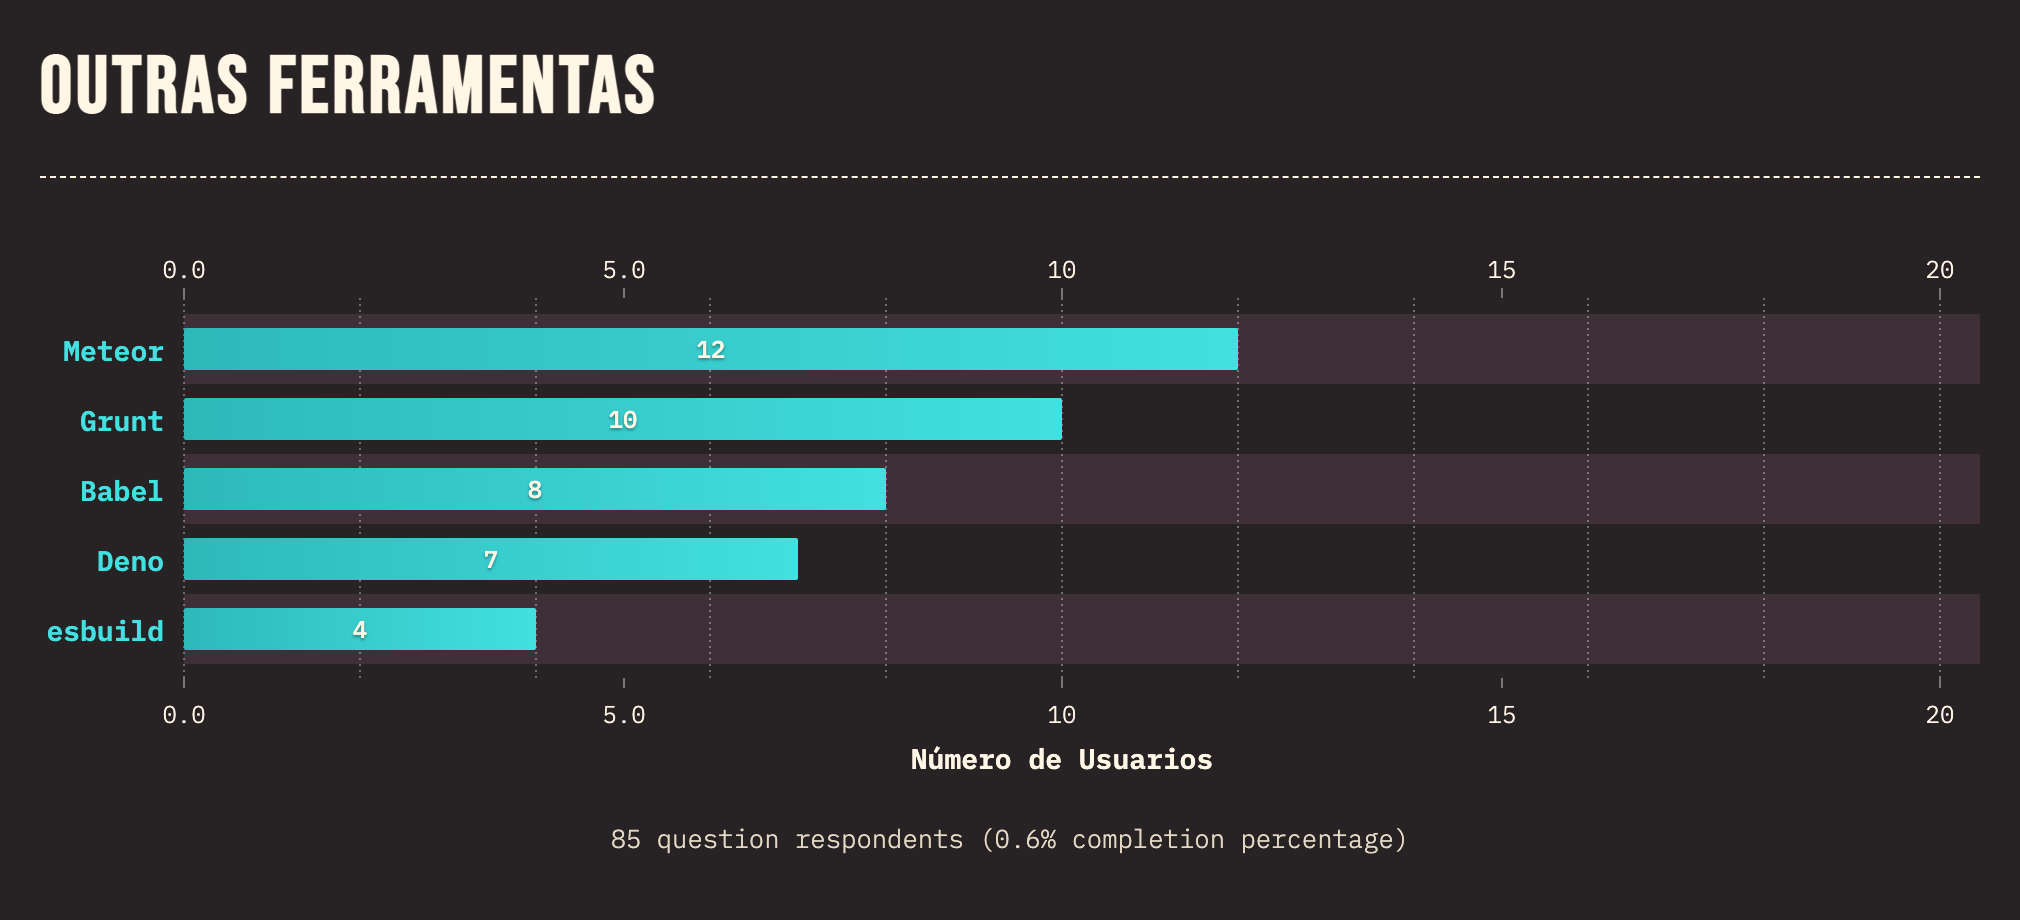 OUTRAS FERRAMENTAS
0.0 5.0 10 15 20
Meteor 12
Grunt 10
Babel 8
Deno 7
esbuild 4
0.0 5.0 10 15 20
Número de Usuarios
85 question respondents (0.6% completion percentage)